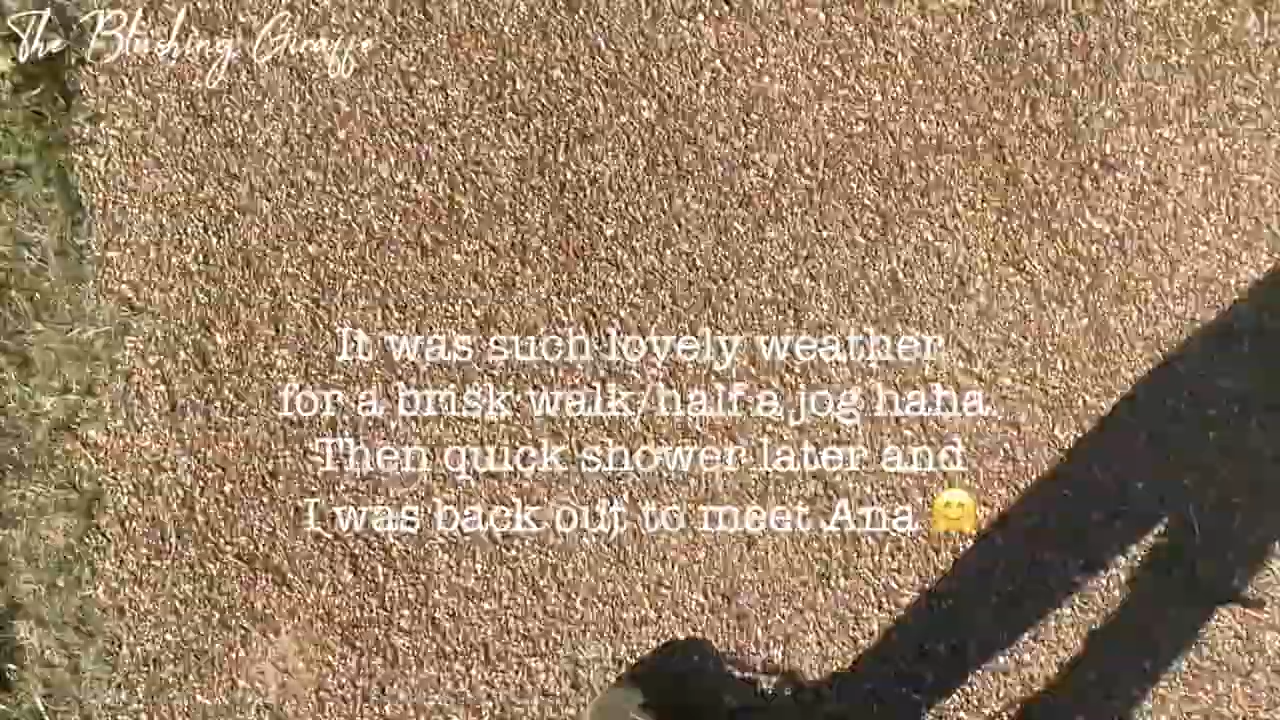 The Blushing Giraffe
It was such lovely weather
for a brisk walk/half a jog haha.
Then quick shower later and
I was back out to meet Ana 🤗